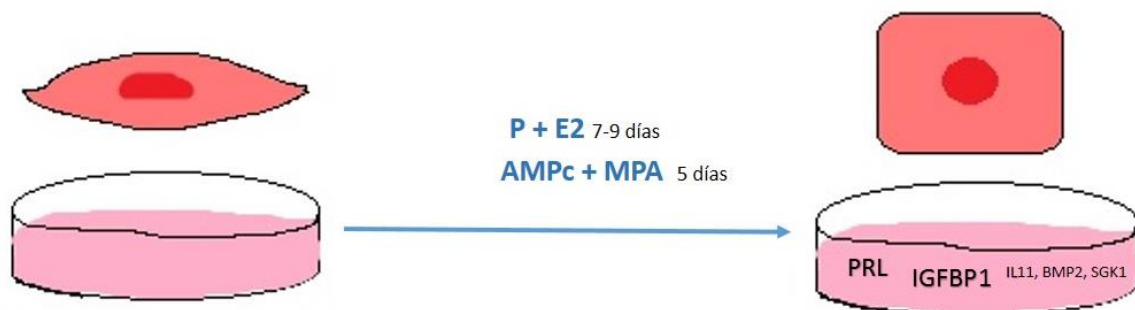 P + E2 7-9 días
AMPc + MPA 5 días
PRL IGFBP1 IL11, BMP2, SGK1